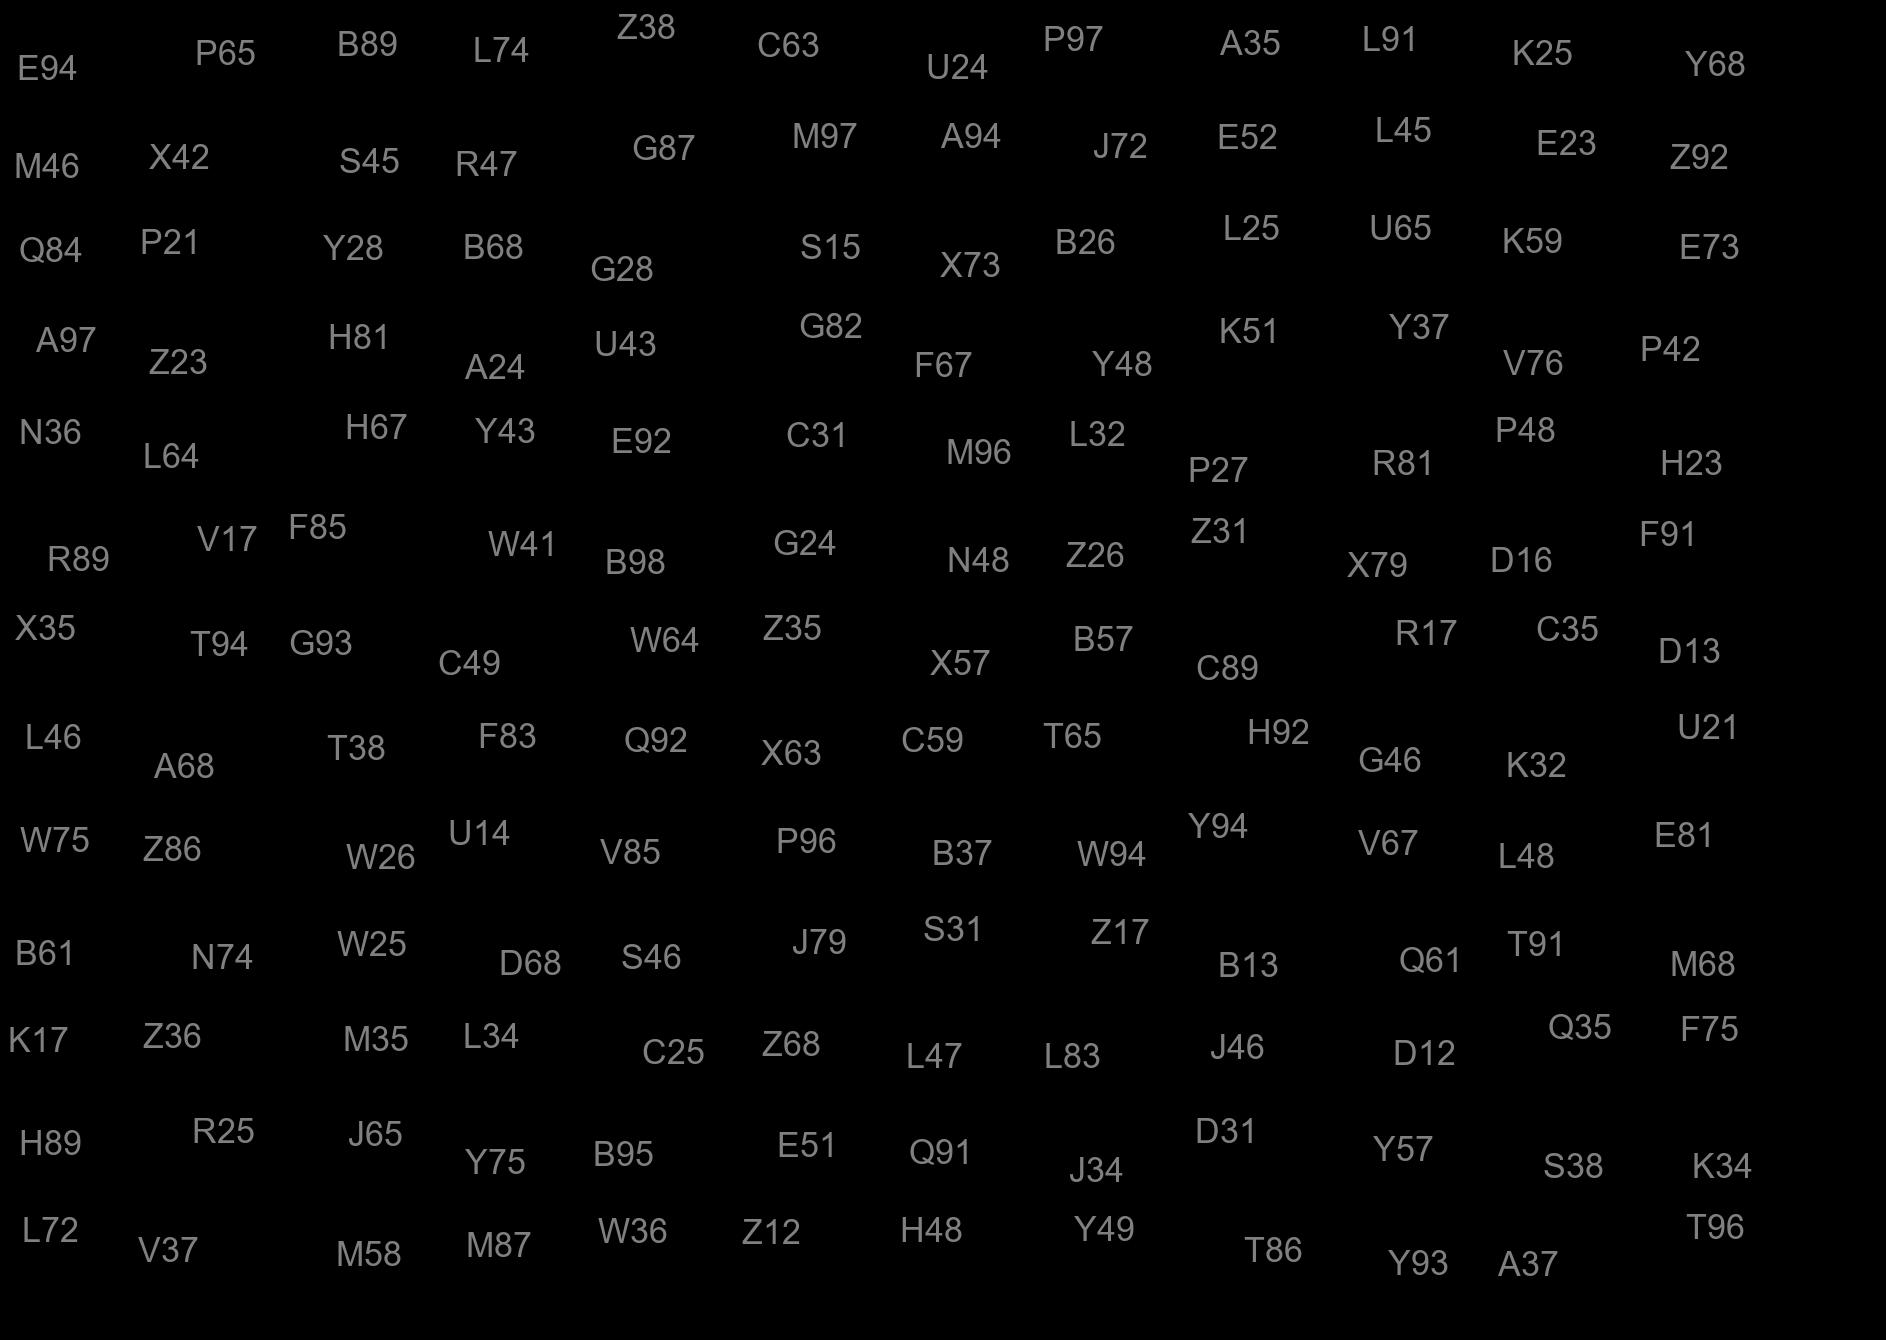 E94 P65 B89 L74 Z38 C63 U24 P97 A35 L91 K25 Y68
M46 X42 S45 R47 G87 M97 A94 J72 E52 L45 E23 Z92
Q84 P21 Y28 B68 G28 S15 X73 B26 L25 U65 K59 E73
A97 Z23 H81 A24 U43 G82 F67 Y48 K51 Y37 V76 P42
N36 L64 H67 Y43 E92 C31 M96 L32 P27 R81 P48 H23
R89 V17 F85 W41 B98 G24 N48 Z26 Z31 X79 D16 F91
X35 T94 G93 C49 W64 Z35 X57 B57 C89 R17 C35 D13
L46 A68 T38 F83 Q92 X63 C59 T65 H92 G46 K32 U21
W75 Z86 W26 U14 V85 P96 B37 W94 Y94 V67 L48 E81
B61 N74 W25 D68 S46 J79 S31 Z17 B13 Q61 T91 M68
K17 Z36 M35 L34 C25 Z68 L47 L83 J46 D12 Q35 F75
H89 R25 J65 Y75 B95 E51 Q91 J34 D31 Y57 S38 K34
L72 V37 M58 M87 W36 Z12 H48 Y49 T86 Y93 A37 T96